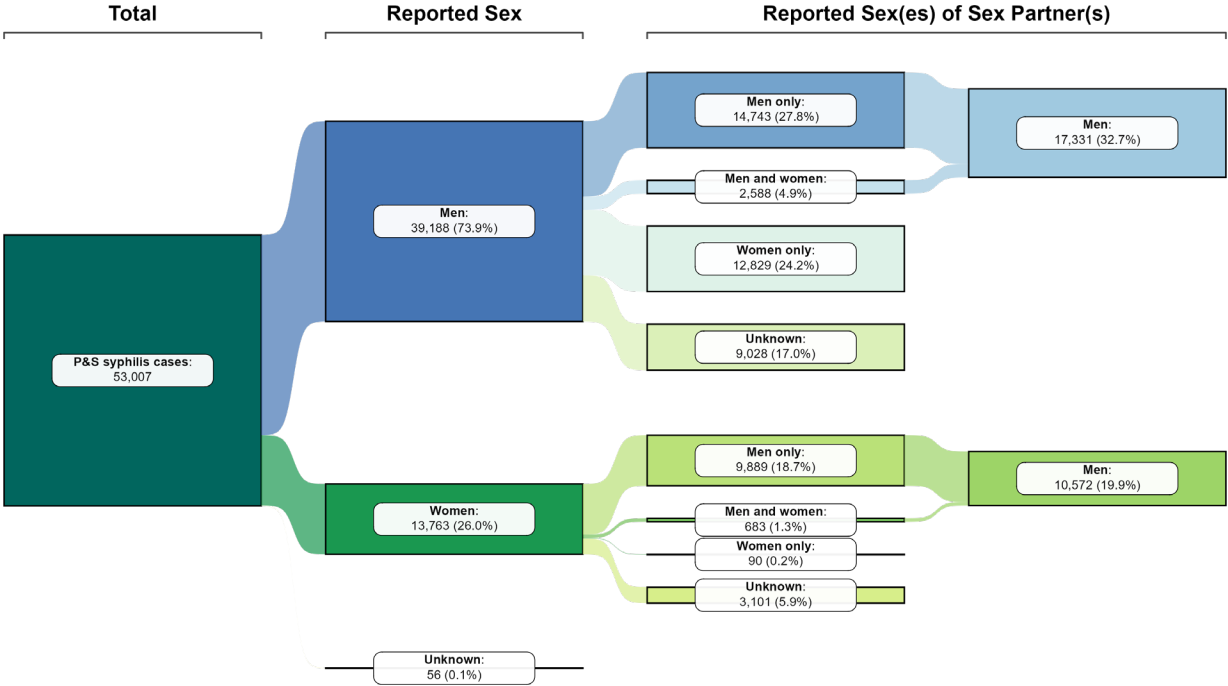 Total
Reported Sex
Reported Sex(es) of Sex Partner(s)
P&S syphilis cases:
53,007
Men:
39,188 (73.9%)
Women:
13,763 (26.0%)
Unknown:
56 (0.1%)
Men only:
14,743 (27.8%)
Men and women:
2,588 (4.9%)
Women only:
12,829 (24.2%)
Unknown:
9,028 (17.0%)
Men only:
9,889 (18.7%)
Men and women:
683 (1.3%)
Women only:
90 (0.2%)
Unknown:
3,101 (5.9%)
Men:
17,331 (32.7%)
Men:
10,572 (19.9%)